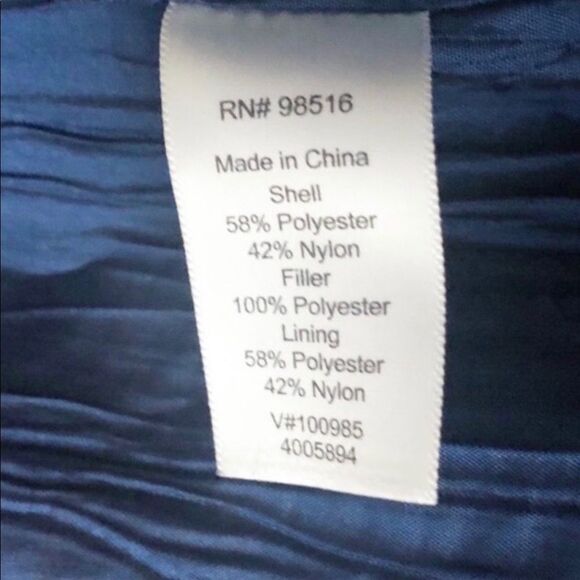 RN# 98516
Made in China
Shell
58% Polyester
42% Nylon
Filler
100% Polyester
Lining
58% Polyester
42% Nylon
V#100985
4005894